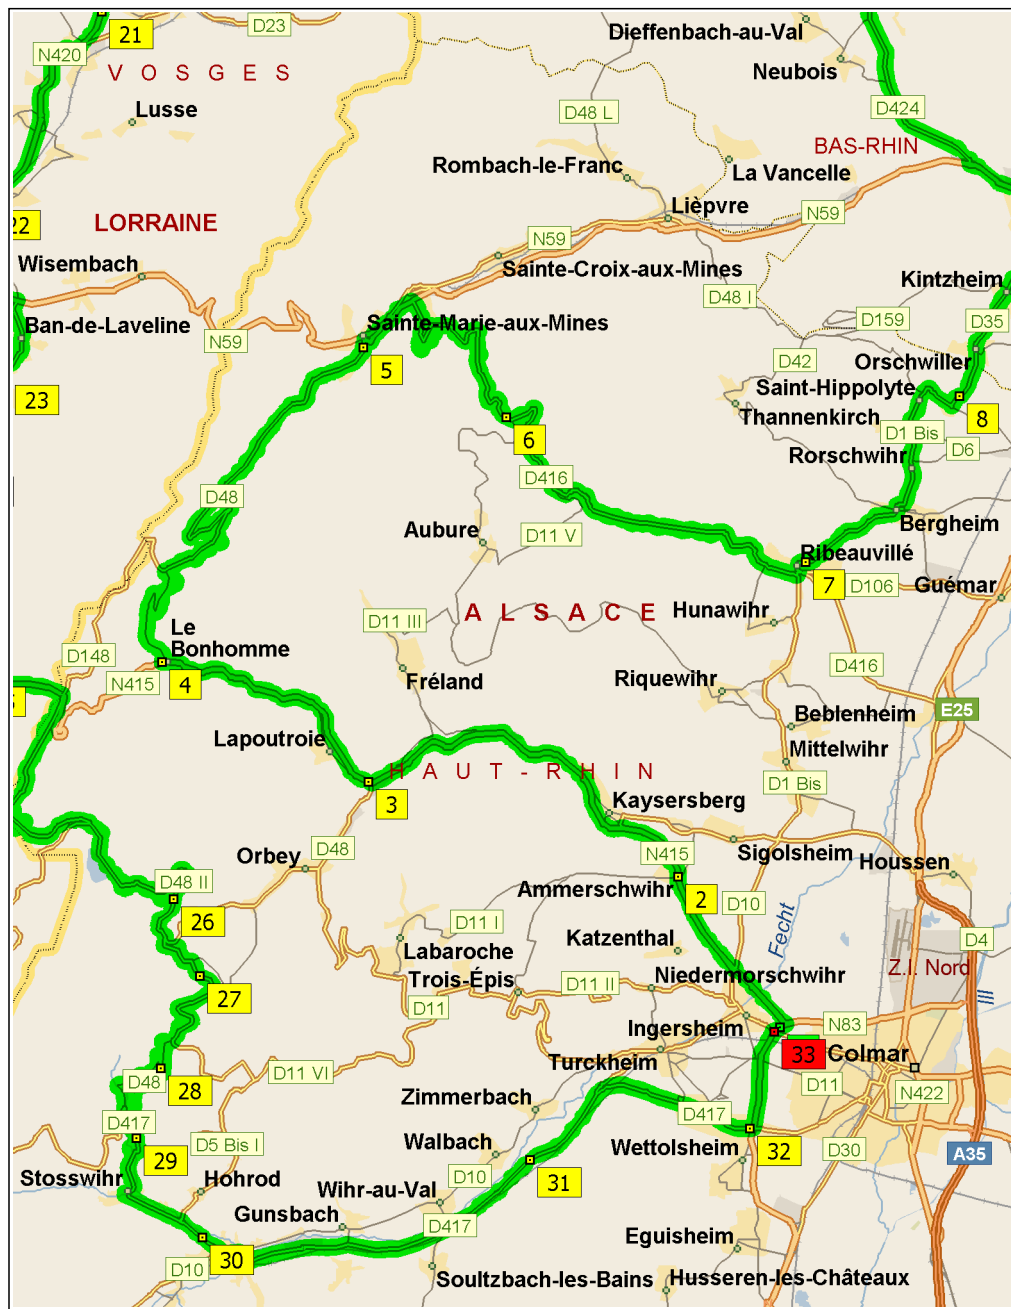 21
D23
Dieffenbach-au-Val
N420
V O S G E S
Neubois
Lusse
D48 L
D424
BAS-RHIN
Rombach-le-Franc
La Vancelle
22
LORRAINE
Lièpvre
N59
N59
Wisembach
Sainte-Croix-aux-Mines
Kintzheim
D48 I
Ban-de-Laveline
Sainte-Marie-aux-Mines
D159
D35
N59
D42
Orschwiller
5
Saint-Hippolyte
23
Thannenkirch
8
6
D1 Bis
D6
Rorschwihr
D416
D48
Bergheim
Aubure
D11 V
Ribeauvillé
7
D106
Guémar
D11 III
A L S A C E
Hunawihr
Le
Bonhomme
D148
D416
N415
4
Fréland
Riquewihr
E25
Beblenheim
Lapoutroie
Mittelwihr
H A U T - R H I N
D1 Bis
3
Kaysersberg
Orbey
D48
N415
Sigolsheim
Houssen
D48 II
Ammerschwihr
2
D10
26
D11 I
Fecht
Katzenthal
D4
Labaroche
Z.I. Nord
Trois-Épis
D11 II
Niedermorschwihr
27
D11
Ingersheim
N83
33
Colmar
Turckheim
D11 VI
D48
28
D11
N422
Zimmerbach
D417
D417
Walbach
Wettolsheim
32
D30
A35
29
D5 Bis I
Stosswihr
Hohrod
D10
31
Wihr-au-Val
Gunsbach
D417
Eguisheim
30
D10
Soultzbach-les-Bains
Husseren-les-Châteaux